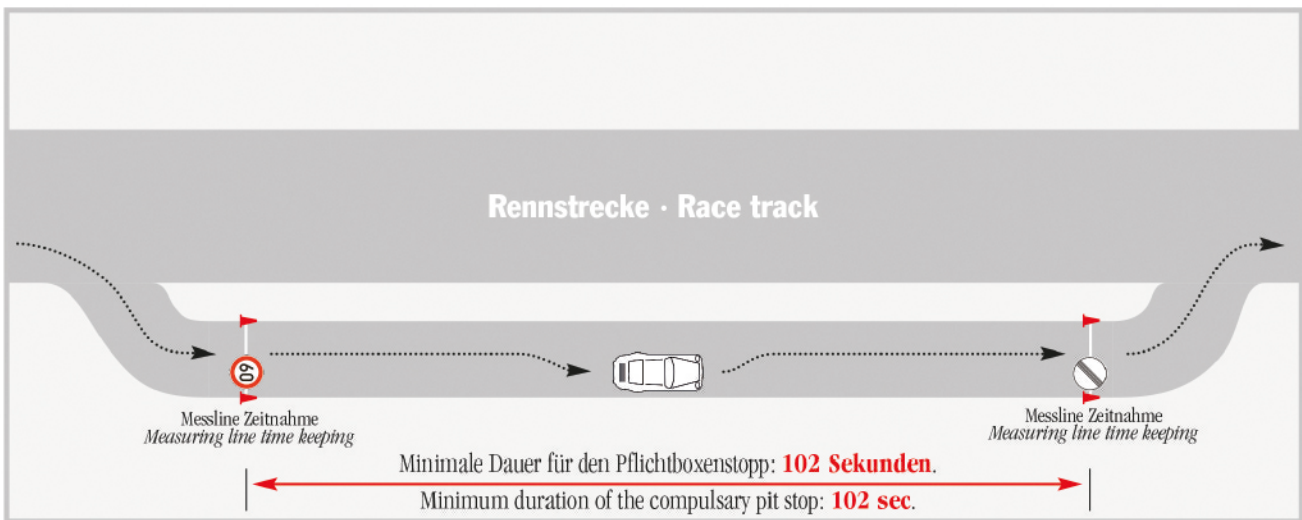 Rennstrecke · Race track
60
Messline Zeitnahme
Measuring line time keeping
Messline Zeitnahme
Measuring line time keeping
Minimale Dauer für den Pflichtboxenstopp: 102 Sekunden.
Minimum duration of the compulsary pit stop: 102 sec.